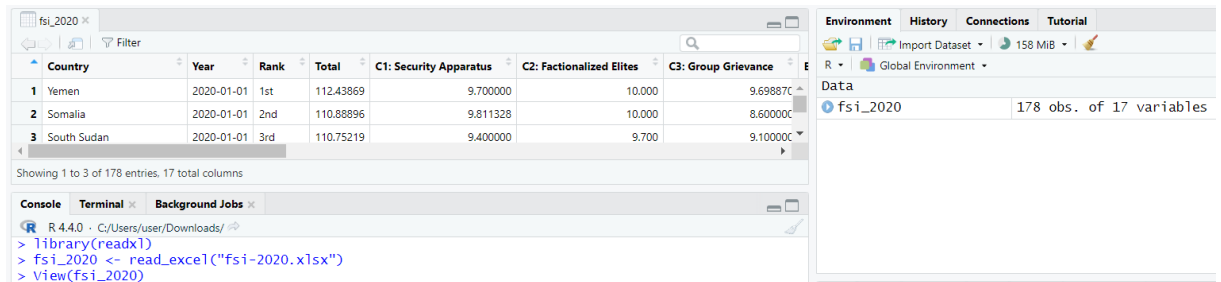 fsi_2020
Filter
Country Year Rank Total C1: Security Apparatus C2: Factionalized Elites C3: Group Grievance
1 Yemen 2020-01-01 1st 112.43869 9.700000 10.000 9.698870
2 Somalia 2020-01-01 2nd 110.88896 9.811328 10.000 8.600000
3 South Sudan 2020-01-01 3rd 110.75219 9.400000 9.700 9.100000
Showing 1 to 3 of 178 entries, 17 total columns
Console Terminal Background Jobs
R R 4.4.0 · C:/Users/user/Downloads/
> library(readxl)
> fsi_2020 <- read_excel("fsi-2020.xlsx")
> View(fsi_2020)
Environment History Connections Tutorial
Import Dataset 158 MiB
R Global Environment
Data
fsi_2020 178 obs. of 17 variables